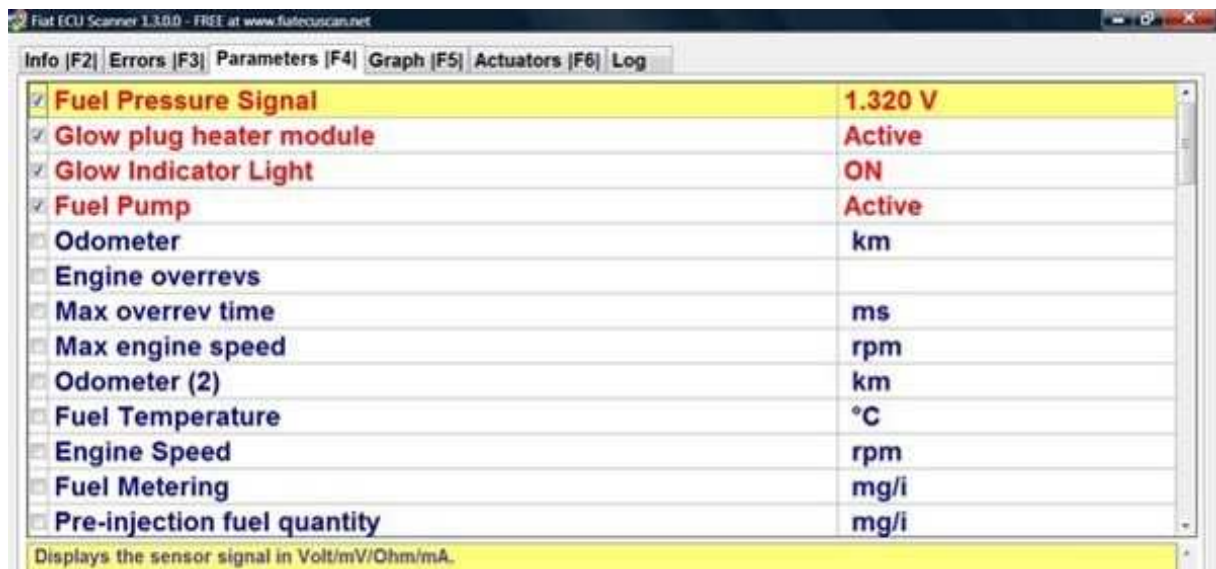 Fiat ECU Scanner 1.3.0.0 - FREE at www.fiatecuscan.net
Info |F2| Errors |F3| Parameters |F4| Graph |F5| Actuators |F6| Log
Fuel Pressure Signal 1.320 V
Glow plug heater module Active
Glow Indicator Light ON
Fuel Pump Active
Odometer km
Engine overrevs
Max overrev time ms
Max engine speed rpm
Odometer (2) km
Fuel Temperature °C
Engine Speed rpm
Fuel Metering mg/i
Pre-injection fuel quantity mg/i
Displays the sensor signal in Volt/mV/Ohm/mA.